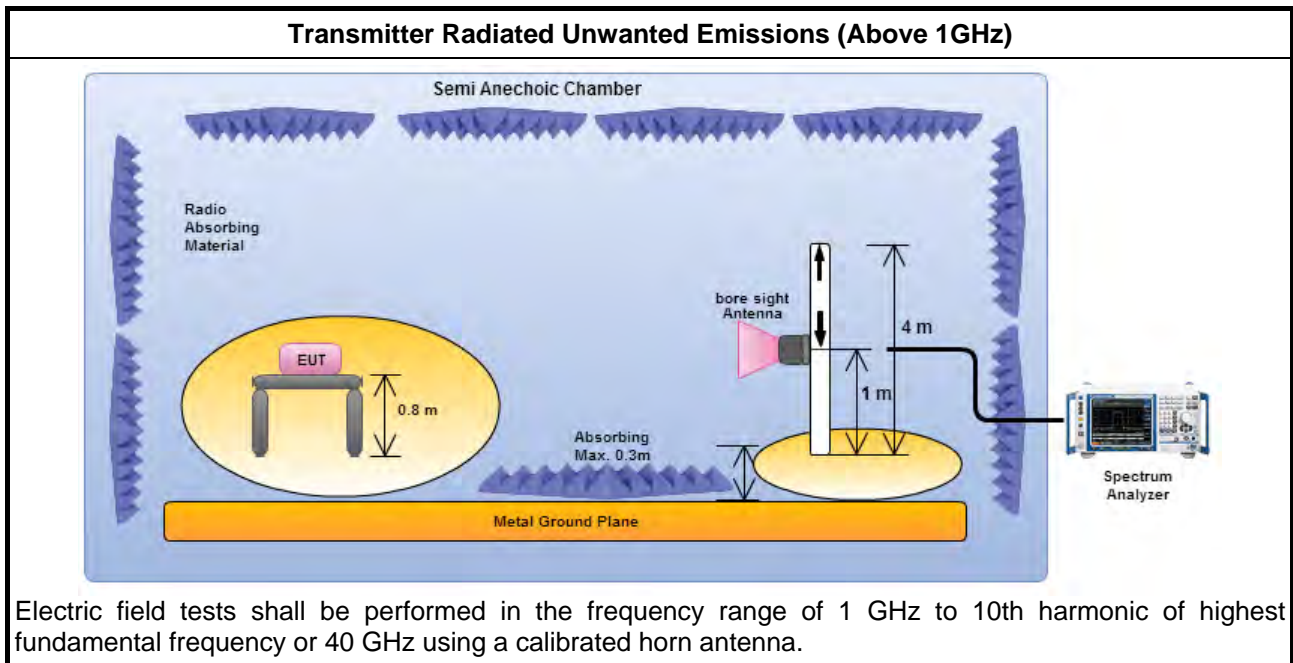 Transmitter Radiated Unwanted Emissions (Above 1GHz)
Semi Anechoic Chamber
Radio
Absorbing
Material
bore sight
Antenna
4 m
EUT
0.8 m
1 m
Absorbing
Max. 0.3m
Spectrum
Analyzer
Metal Ground Plane
Electric field tests shall be performed in the frequency range of 1 GHz to 10th harmonic of highest
fundamental frequency or 40 GHz using a calibrated horn antenna.